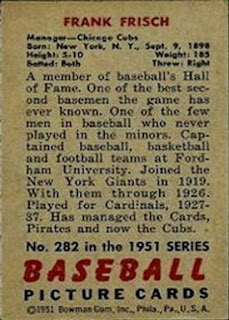 FRANK FRISCH
Manager—Chicago Cubs
Born: New York, N. Y., Sept. 9, 1898
Height: 5-10 Weight: 185
Batted: Both Threw: Right
A member of baseball's Hall
of Fame. One of the best sec-
ond basemen the game has
ever known. One of the few
men in baseball who never
played in the minors. Cap-
tained baseball, basketball
and football teams at Ford-
ham University. Joined the
New York Giants in 1919.
With them through 1926.
Played for Cardinals, 1927-
37. Has managed the Cards,
Pirates and now the Cubs.
No. 282 in the 1951 SERIES
BASEBALL
PICTURE CARDS
©1951 Bowman Gum, Inc., Phila., Pa., U. S. A.